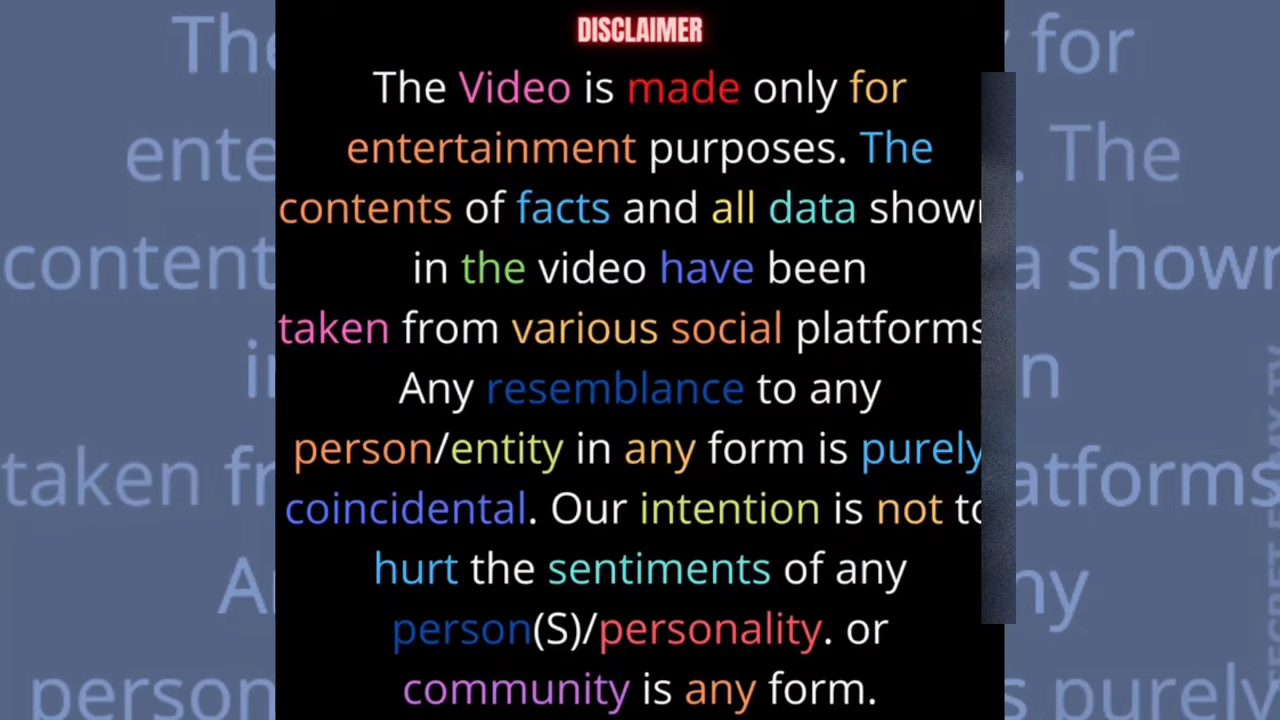 DISCLAIMER
The Video is made only for
entertainment purposes. The
contents of facts and all data shown
in the video have been
taken from various social platforms
Any resemblance to any
person/entity in any form is purely
coincidental. Our intention is not to
hurt the sentiments of any
person(S)/personality. or
community is any form.